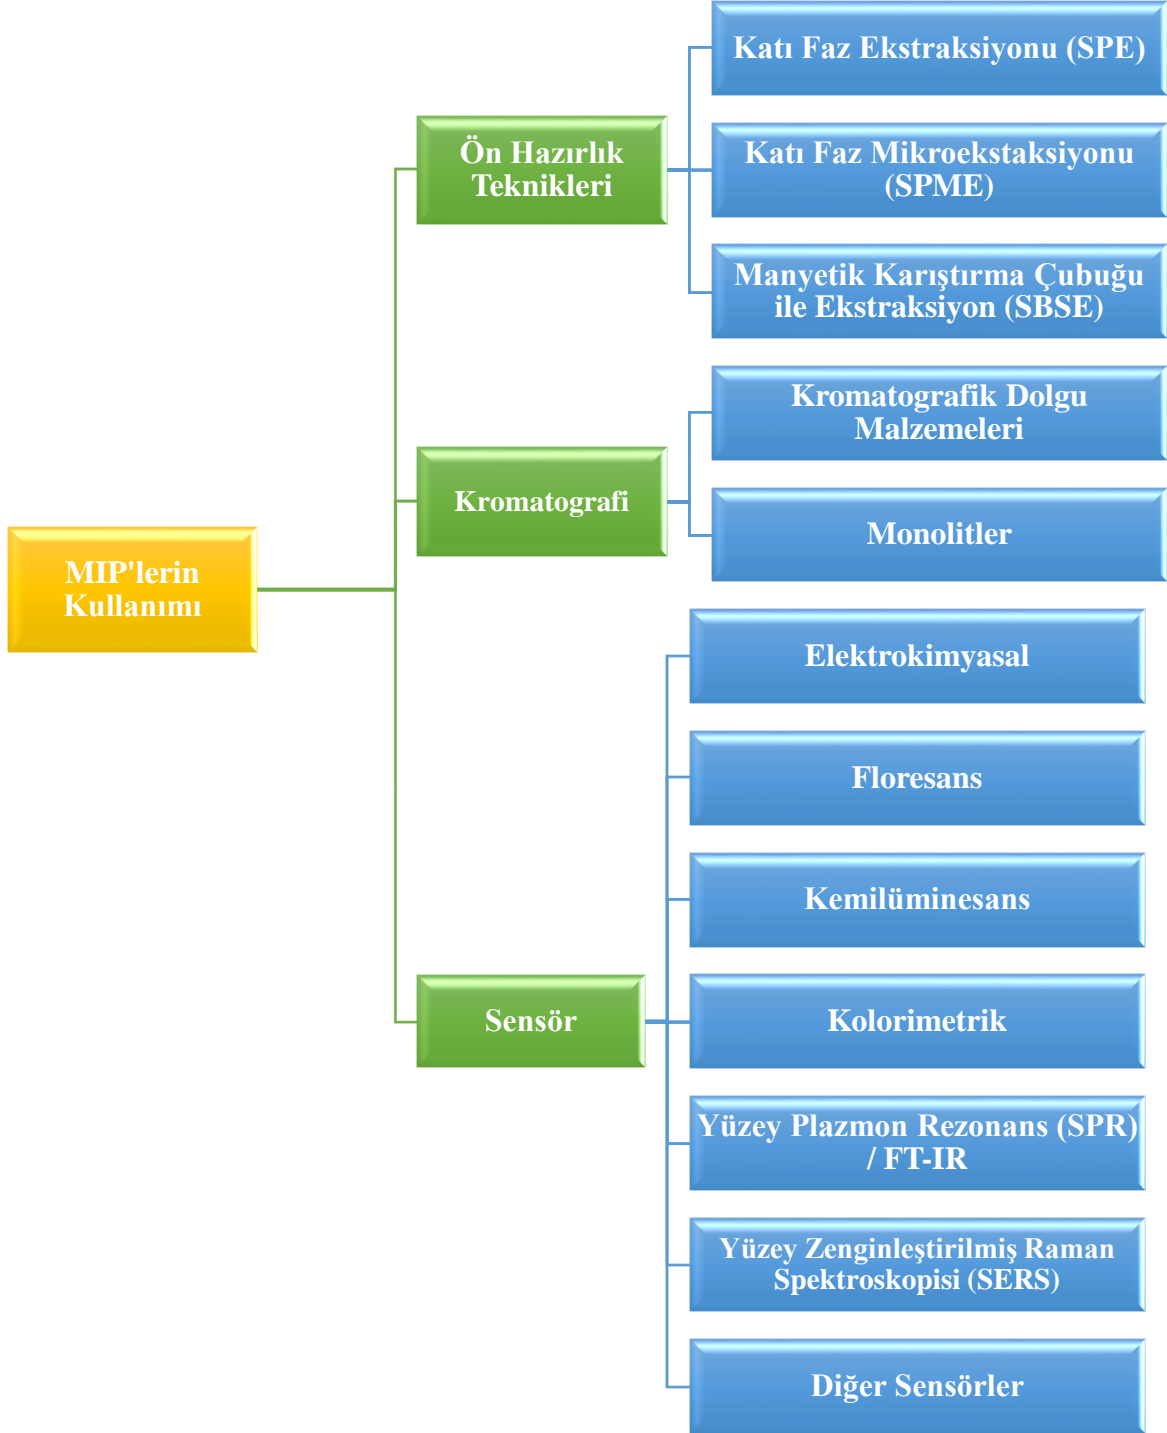 MIP'lerin
Kullanımı
Ön Hazırlık
Teknikleri
Katı Faz Ekstraksiyonu (SPE)
Katı Faz Mikroekstaksiyonu
(SPME)
Manyetik Karıştırma Çubuğu
ile Ekstraksiyon (SBSE)
Kromatografi
Kromatografik Dolgu
Malzemeleri
Monolitler
Sensör
Elektrokimyasal
Floresans
Kemilüminesans
Kolorimetrik
Yüzey Plazmon Rezonans (SPR)
/ FT-IR
Yüzey Zenginleştirilmiş Raman
Spektroskopisi (SERS)
Diğer Sensörler